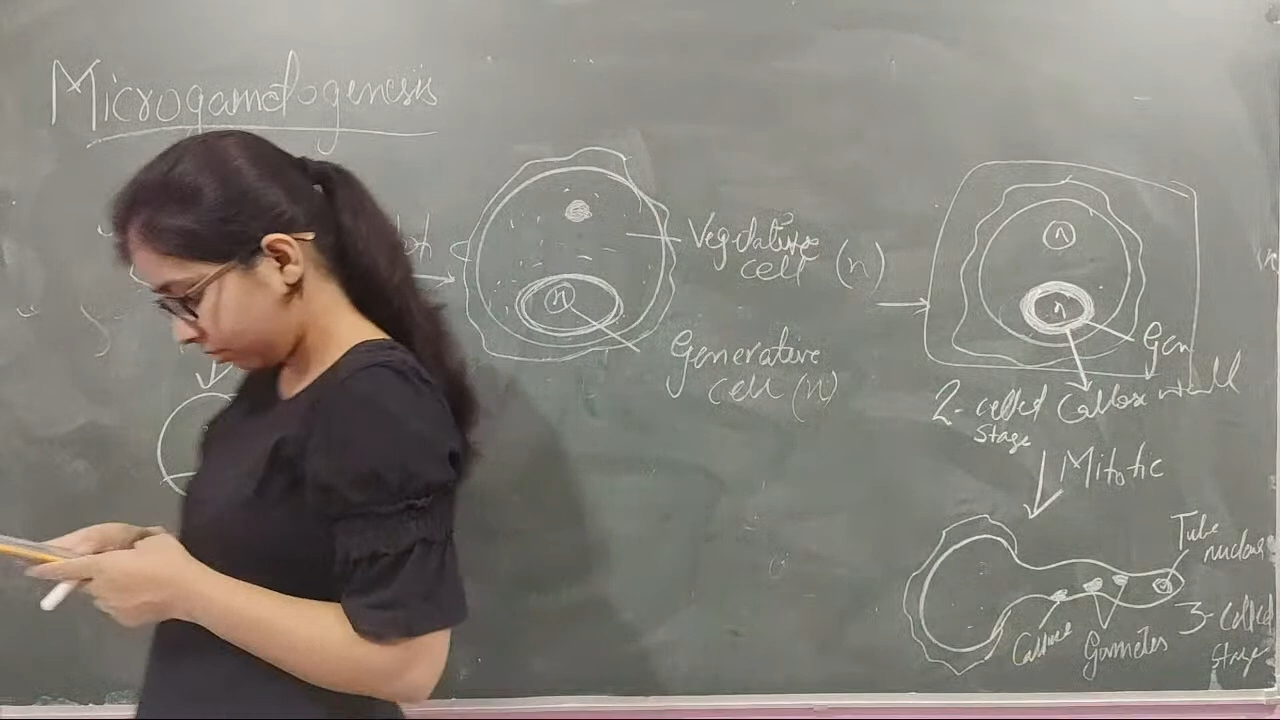 Microgametogenesis
Vegetative
cell (n)
n
Generative
cell (n)
n
n
Gen
2-celled Callose wall
Stage
Mitotic
Tube
nucleus
3-celled
Stage
Callose
Gametes